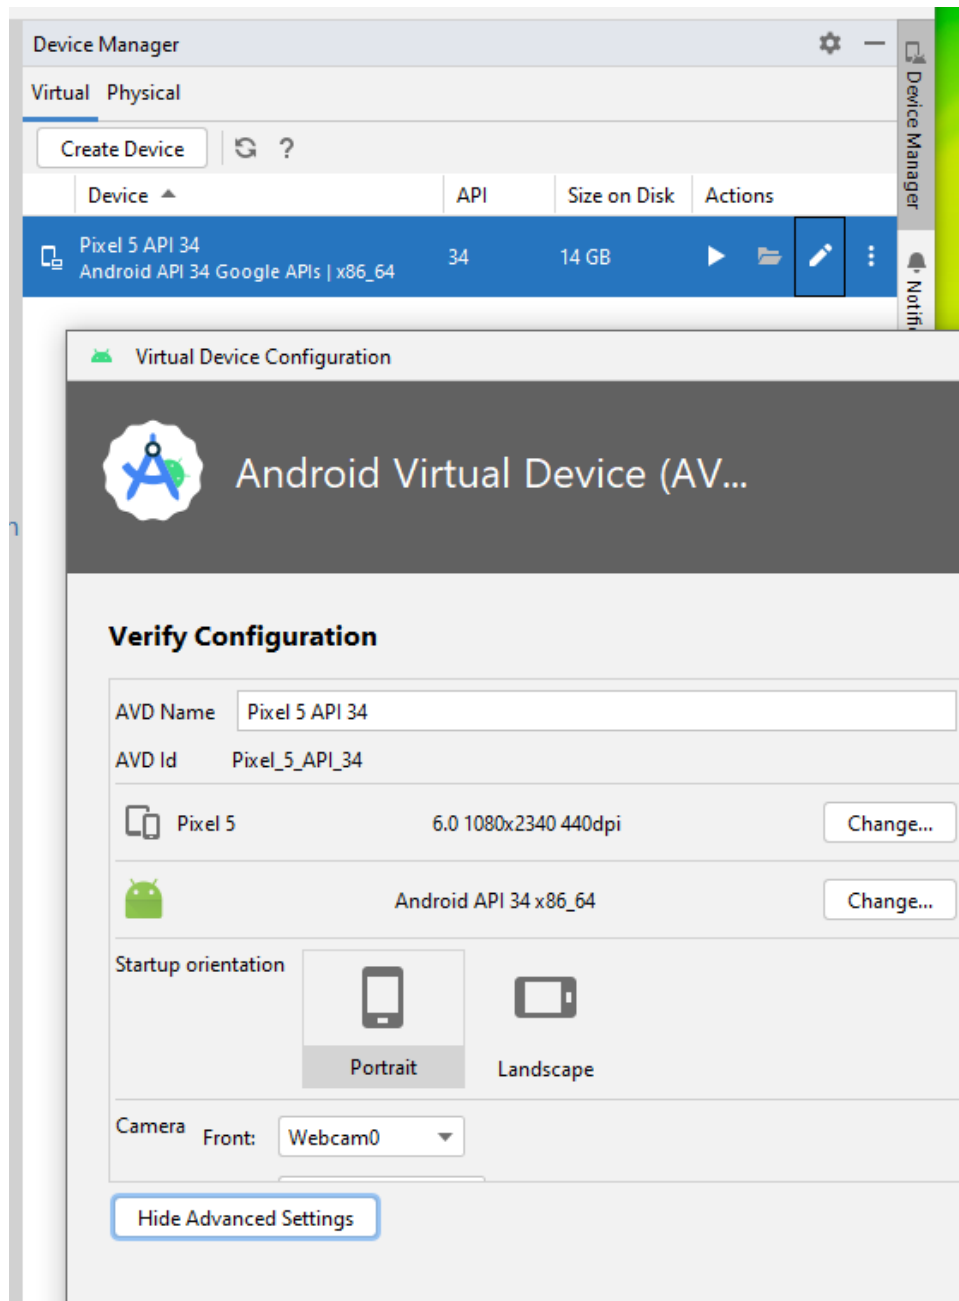 Device Manager
Virtual Physical
Create Device ?
Device API Size on Disk Actions
Pixel 5 API 34
Android API 34 Google APIs | x86_64
34 14 GB
Device Manager
Virtual Device Configuration
Android Virtual Device (AV...
Verify Configuration
AVD Name Pixel 5 API 34
AVD Id Pixel_5_API_34
Pixel 5 6.0 1080x2340 440dpi Change...
Android API 34 x86_64 Change...
Startup orientation
Portrait Landscape
Camera Front: Webcam0
Hide Advanced Settings